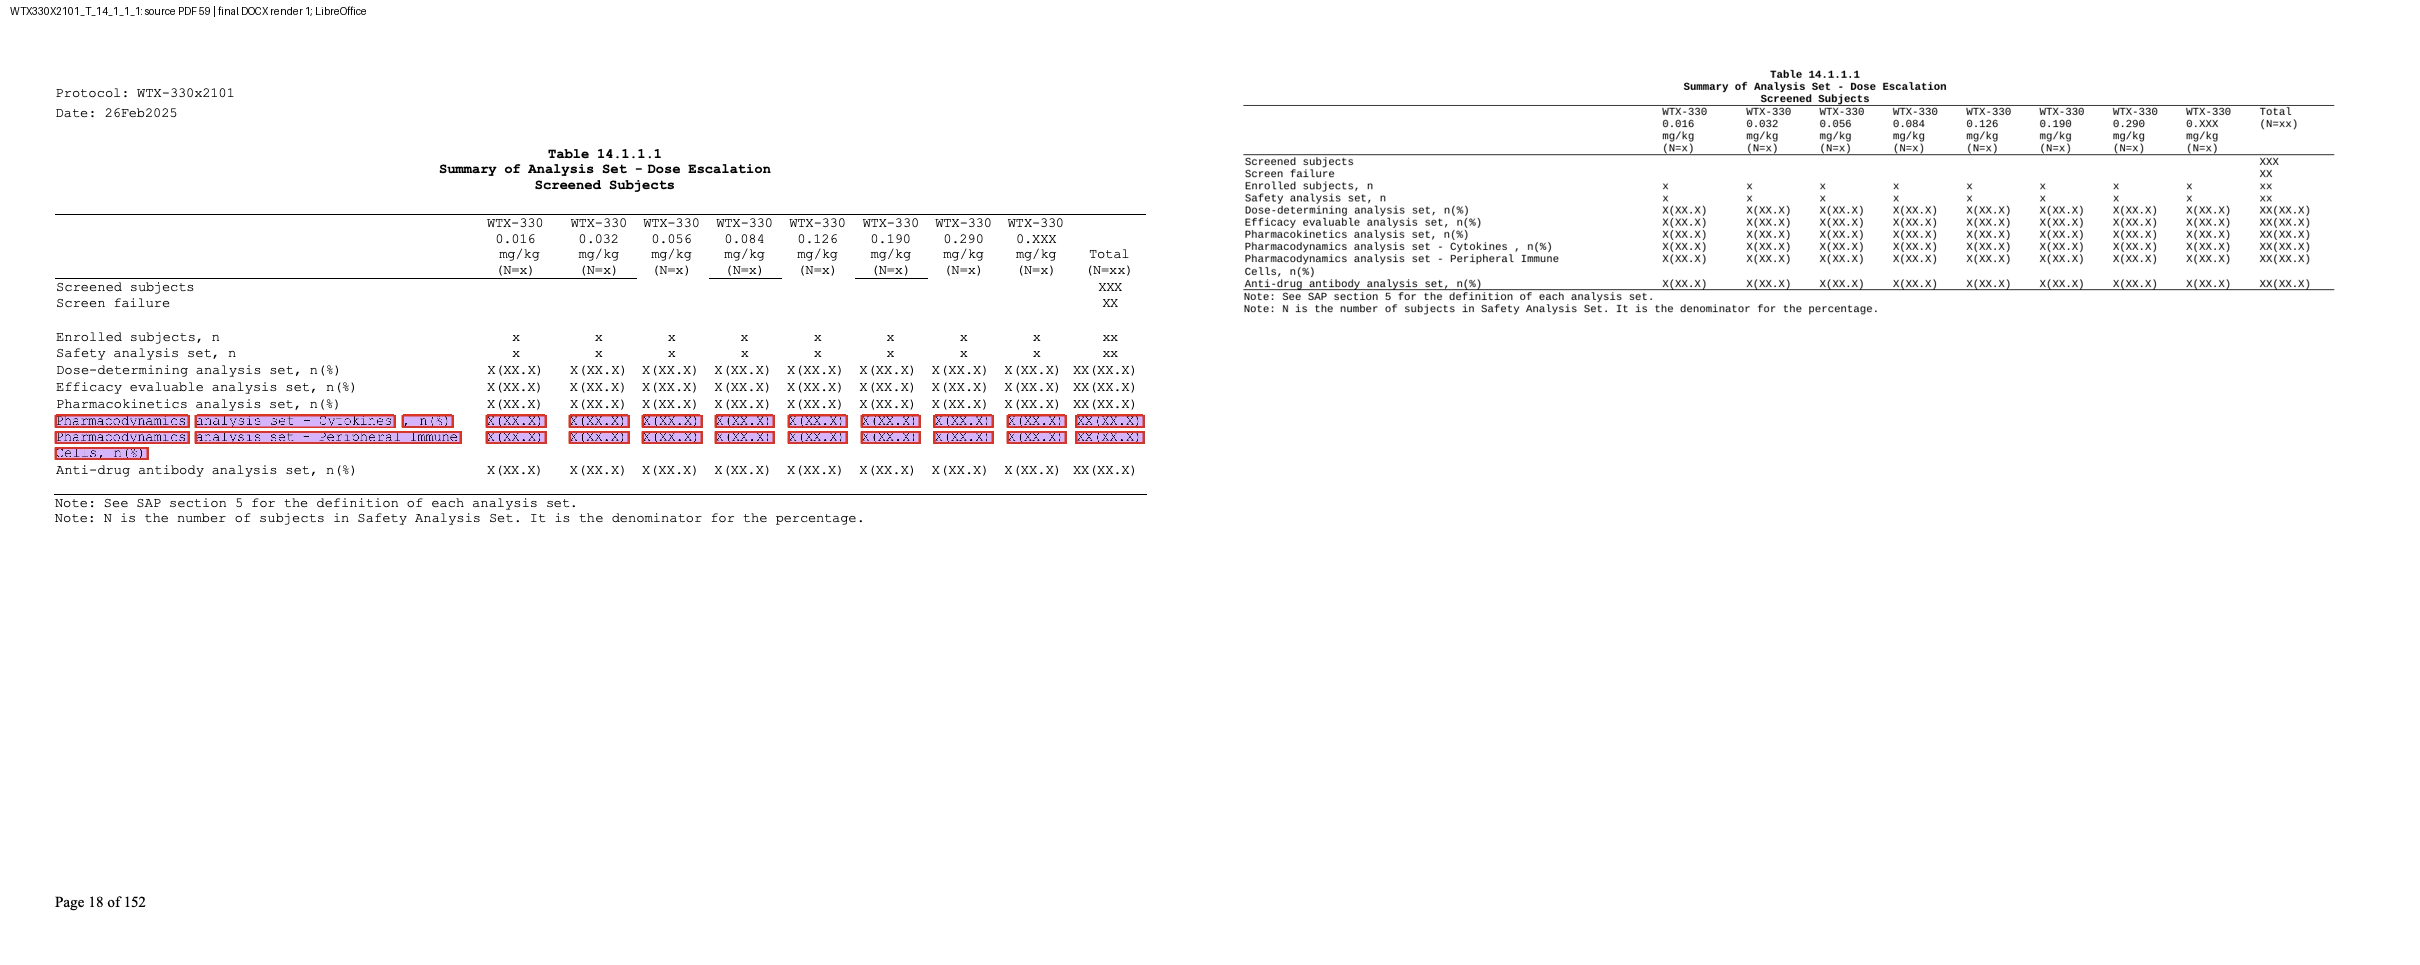 WTX330X2101_T_14_1_1_1: source PDF 59 | final DOCX render 1; LibreOffice
Protocol: WTX-330x2101
Date: 26Feb2025
Table 14.1.1.1
Summary of Analysis Set - Dose Escalation
Screened Subjects
WTX-330 WTX-330 WTX-330 WTX-330 WTX-330 WTX-330 WTX-330 WTX-330
0.016 0.032 0.056 0.084 0.126 0.190 0.290 0.XXX
mg/kg mg/kg mg/kg mg/kg mg/kg mg/kg mg/kg mg/kg Total
(N=x) (N=x) (N=x) (N=x) (N=x) (N=x) (N=x) (N=x) (N=xx)
Screened subjects XXX
Screen failure XX
Enrolled subjects, n x x x x x x x x xx
Safety analysis set, n x x x x x x x x xx
Dose-determining analysis set, n(%) X(XX.X) X(XX.X) X(XX.X) X(XX.X) X(XX.X) X(XX.X) X(XX.X) X(XX.X) XX(XX.X)
Efficacy evaluable analysis set, n(%) X(XX.X) X(XX.X) X(XX.X) X(XX.X) X(XX.X) X(XX.X) X(XX.X) X(XX.X) XX(XX.X)
Pharmacokinetics analysis set, n(%) X(XX.X) X(XX.X) X(XX.X) X(XX.X) X(XX.X) X(XX.X) X(XX.X) X(XX.X) XX(XX.X)
Pharmacodynamics analysis set - Cytokines , n(%) X(XX.X) X(XX.X) X(XX.X) X(XX.X) X(XX.X) X(XX.X) X(XX.X) X(XX.X) XX(XX.X)
Pharmacodynamics analysis set - Peripheral Immune X(XX.X) X(XX.X) X(XX.X) X(XX.X) X(XX.X) X(XX.X) X(XX.X) X(XX.X) XX(XX.X)
Cells, n(%)
Anti-drug antibody analysis set, n(%) X(XX.X) X(XX.X) X(XX.X) X(XX.X) X(XX.X) X(XX.X) X(XX.X) X(XX.X) XX(XX.X)
Note: See SAP section 5 for the definition of each analysis set.
Note: N is the number of subjects in Safety Analysis Set. It is the denominator for the percentage.
Page 18 of 152
Table 14.1.1.1
Summary of Analysis Set - Dose Escalation
Screened Subjects
WTX-330 WTX-330 WTX-330 WTX-330 WTX-330 WTX-330 WTX-330 WTX-330 Total
0.016 0.032 0.056 0.084 0.126 0.190 0.290 0.XXX (N=xx)
mg/kg mg/kg mg/kg mg/kg mg/kg mg/kg mg/kg mg/kg
(N=x) (N=x) (N=x) (N=x) (N=x) (N=x) (N=x) (N=x)
Screened subjects XXX
Screen failure XX
Enrolled subjects, n x x x x x x x x xx
Safety analysis set, n x x x x x x x x xx
Dose-determining analysis set, n(%) X(XX.X) X(XX.X) X(XX.X) X(XX.X) X(XX.X) X(XX.X) X(XX.X) X(XX.X) XX(XX.X)
Efficacy evaluable analysis set, n(%) X(XX.X) X(XX.X) X(XX.X) X(XX.X) X(XX.X) X(XX.X) X(XX.X) X(XX.X) XX(XX.X)
Pharmacokinetics analysis set, n(%) X(XX.X) X(XX.X) X(XX.X) X(XX.X) X(XX.X) X(XX.X) X(XX.X) X(XX.X) XX(XX.X)
Pharmacodynamics analysis set - Cytokines , n(%) X(XX.X) X(XX.X) X(XX.X) X(XX.X) X(XX.X) X(XX.X) X(XX.X) X(XX.X) XX(XX.X)
Pharmacodynamics analysis set - Peripheral Immune X(XX.X) X(XX.X) X(XX.X) X(XX.X) X(XX.X) X(XX.X) X(XX.X) X(XX.X) XX(XX.X)
Cells, n(%)
Anti-drug antibody analysis set, n(%) X(XX.X) X(XX.X) X(XX.X) X(XX.X) X(XX.X) X(XX.X) X(XX.X) X(XX.X) XX(XX.X)
Note: See SAP section 5 for the definition of each analysis set.
Note: N is the number of subjects in Safety Analysis Set. It is the denominator for the percentage.